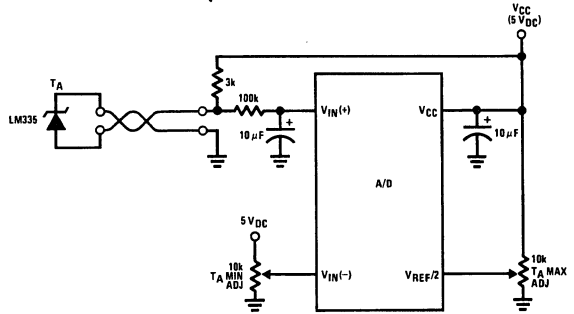 VCC
(5 VDC)
TA
3k
100k
LM335
VIN(+)
VCC
+
10 µF
+
10 µF
A/D
5 VDC
10k
TA MIN
ADJ
VIN(−)
VREF/2
10k
TA MAX
ADJ